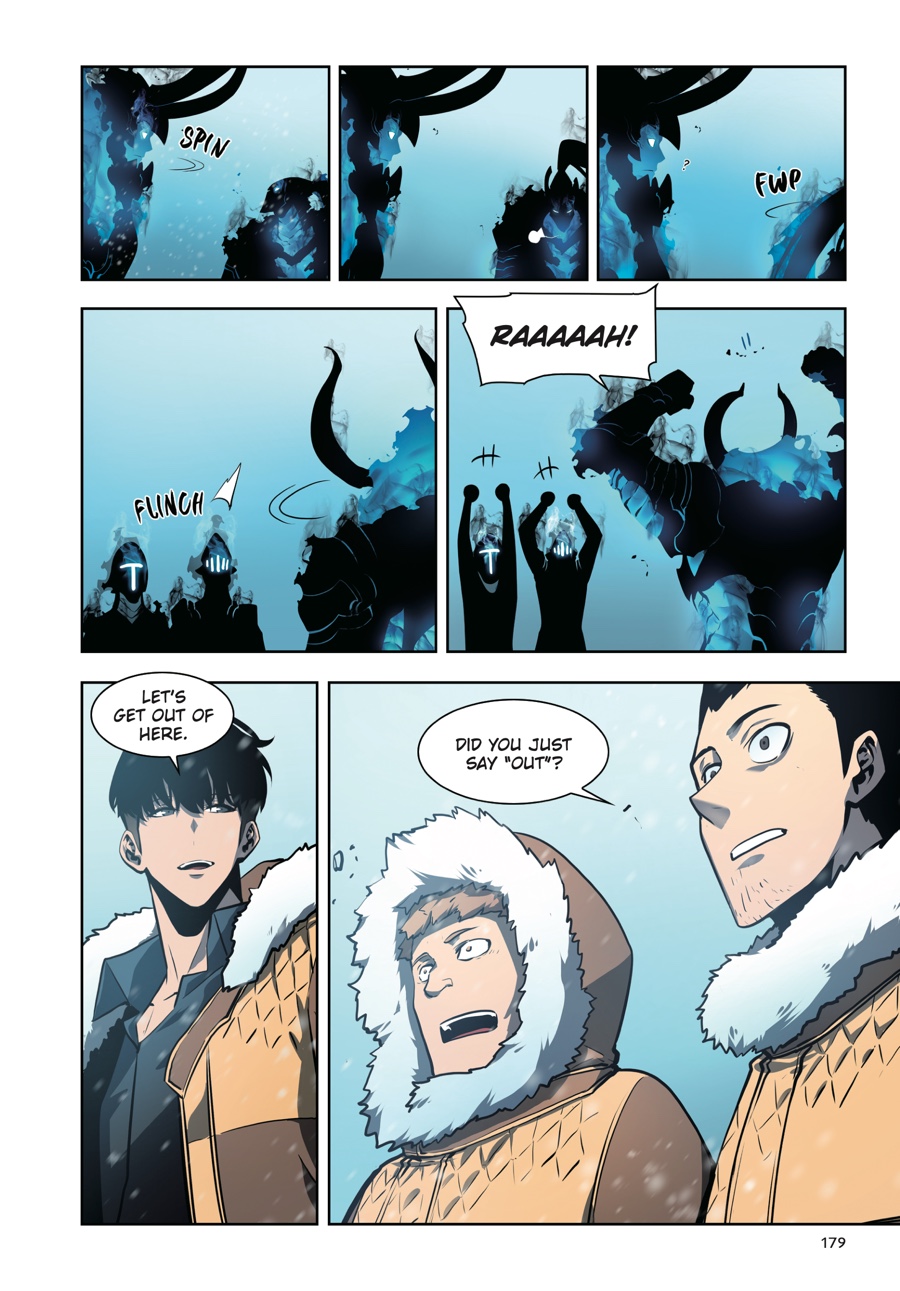 SPIN
?
FWP
FLINCH
RAAAAAH!
LET'S
GET OUT OF
HERE.
DID YOU JUST
SAY "OUT"?
179